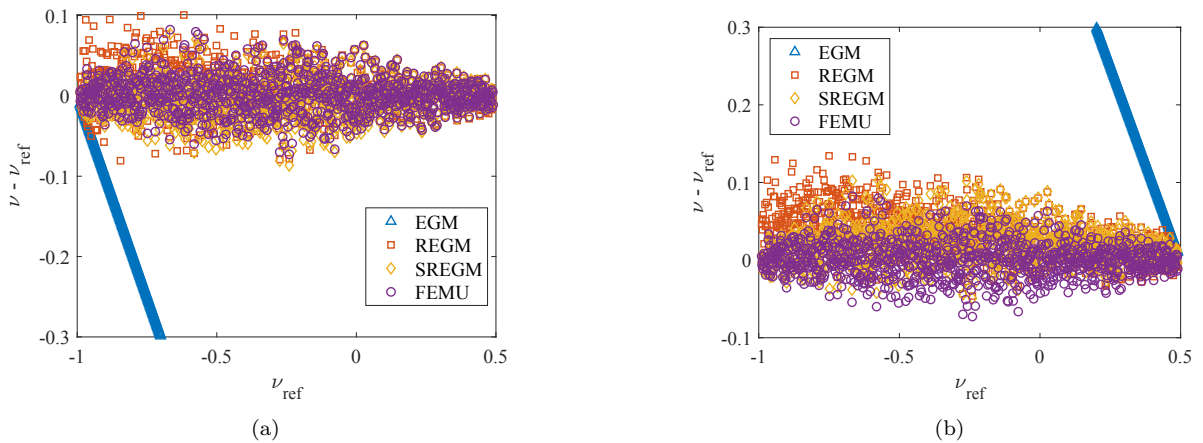 0.1
0
-0.1
-0.2
-0.3
-1
-0.5
0
0.5
ν - ν_ref
ν_ref
EGM
REGM
SREGM
FEMU
(a)
0.3
0.2
0.1
0
-0.1
-1
-0.5
0
0.5
ν - ν_ref
ν_ref
EGM
REGM
SREGM
FEMU
(b)